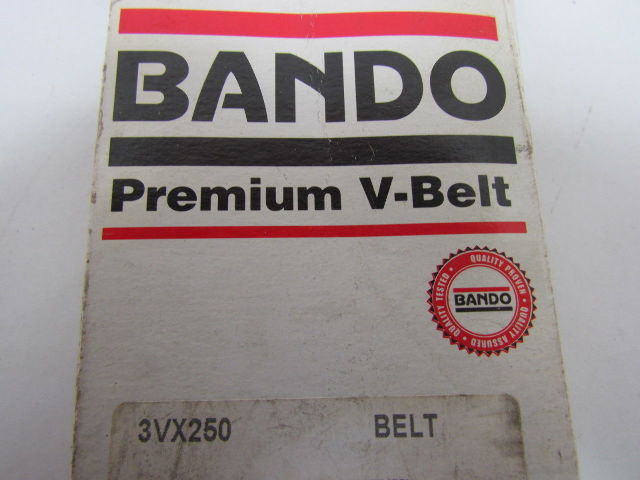 BANDO
Premium V-Belt
QUALITY TESTED • QUALITY PROVEN • QUALITY ASSURED •
BANDO
3VX250 BELT